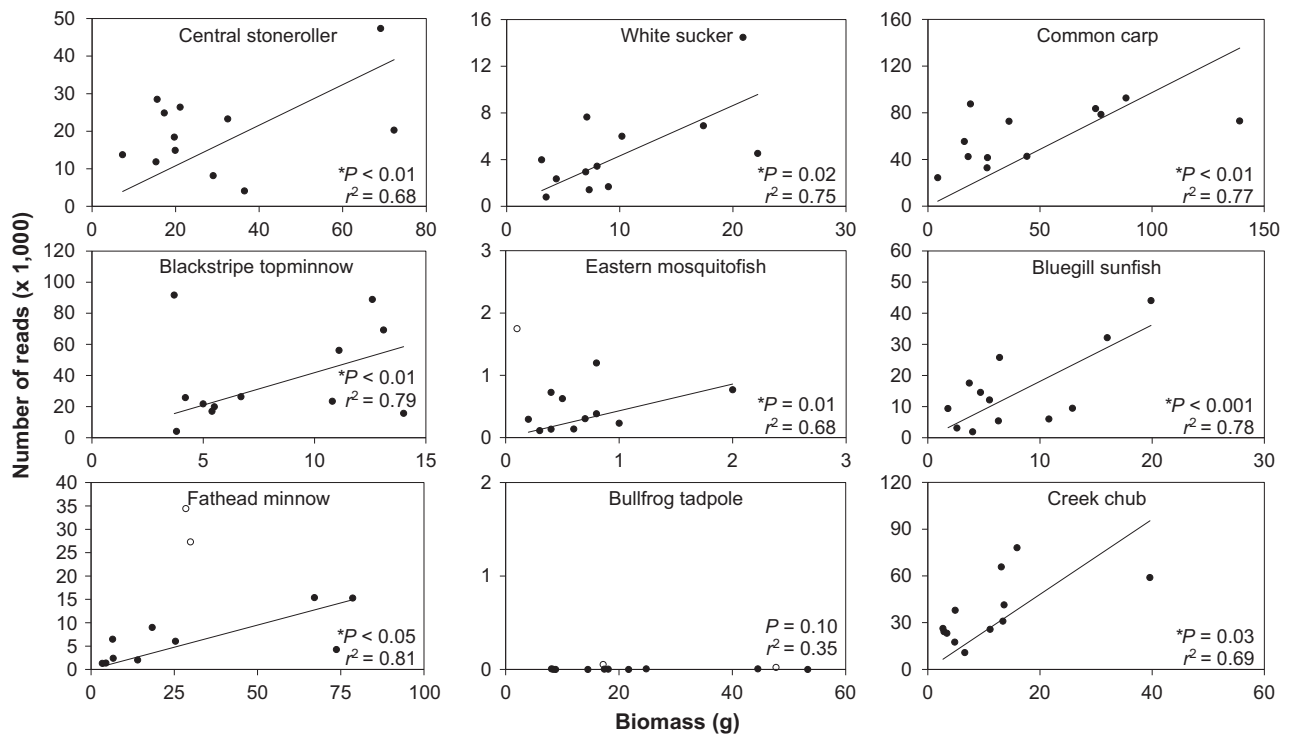 Number of reads (x 1,000)
Central stoneroller
50
40
30
20
10
0
*P < 0.01
r² = 0.68
0 20 40 60 80
White sucker
16
12
8
4
0
*P = 0.02
r² = 0.75
0 10 20 30
Common carp
160
120
80
40
0
*P < 0.01
r² = 0.77
0 50 100 150
Blackstripe topminnow
120
100
80
60
40
20
0
*P < 0.01
r² = 0.79
0 5 10 15
Eastern mosquitofish
3
2
1
0
*P = 0.01
r² = 0.68
0 1 2 3
Bluegill sunfish
60
50
40
30
20
10
0
*P < 0.001
r² = 0.78
0 10 20 30
Fathead minnow
40
35
30
25
20
15
10
5
0
*P < 0.05
r² = 0.81
0 25 50 75 100
Bullfrog tadpole
2
1
0
P = 0.10
r² = 0.35
0 20 40 60
Creek chub
120
90
60
30
0
*P = 0.03
r² = 0.69
0 20 40 60
Biomass (g)